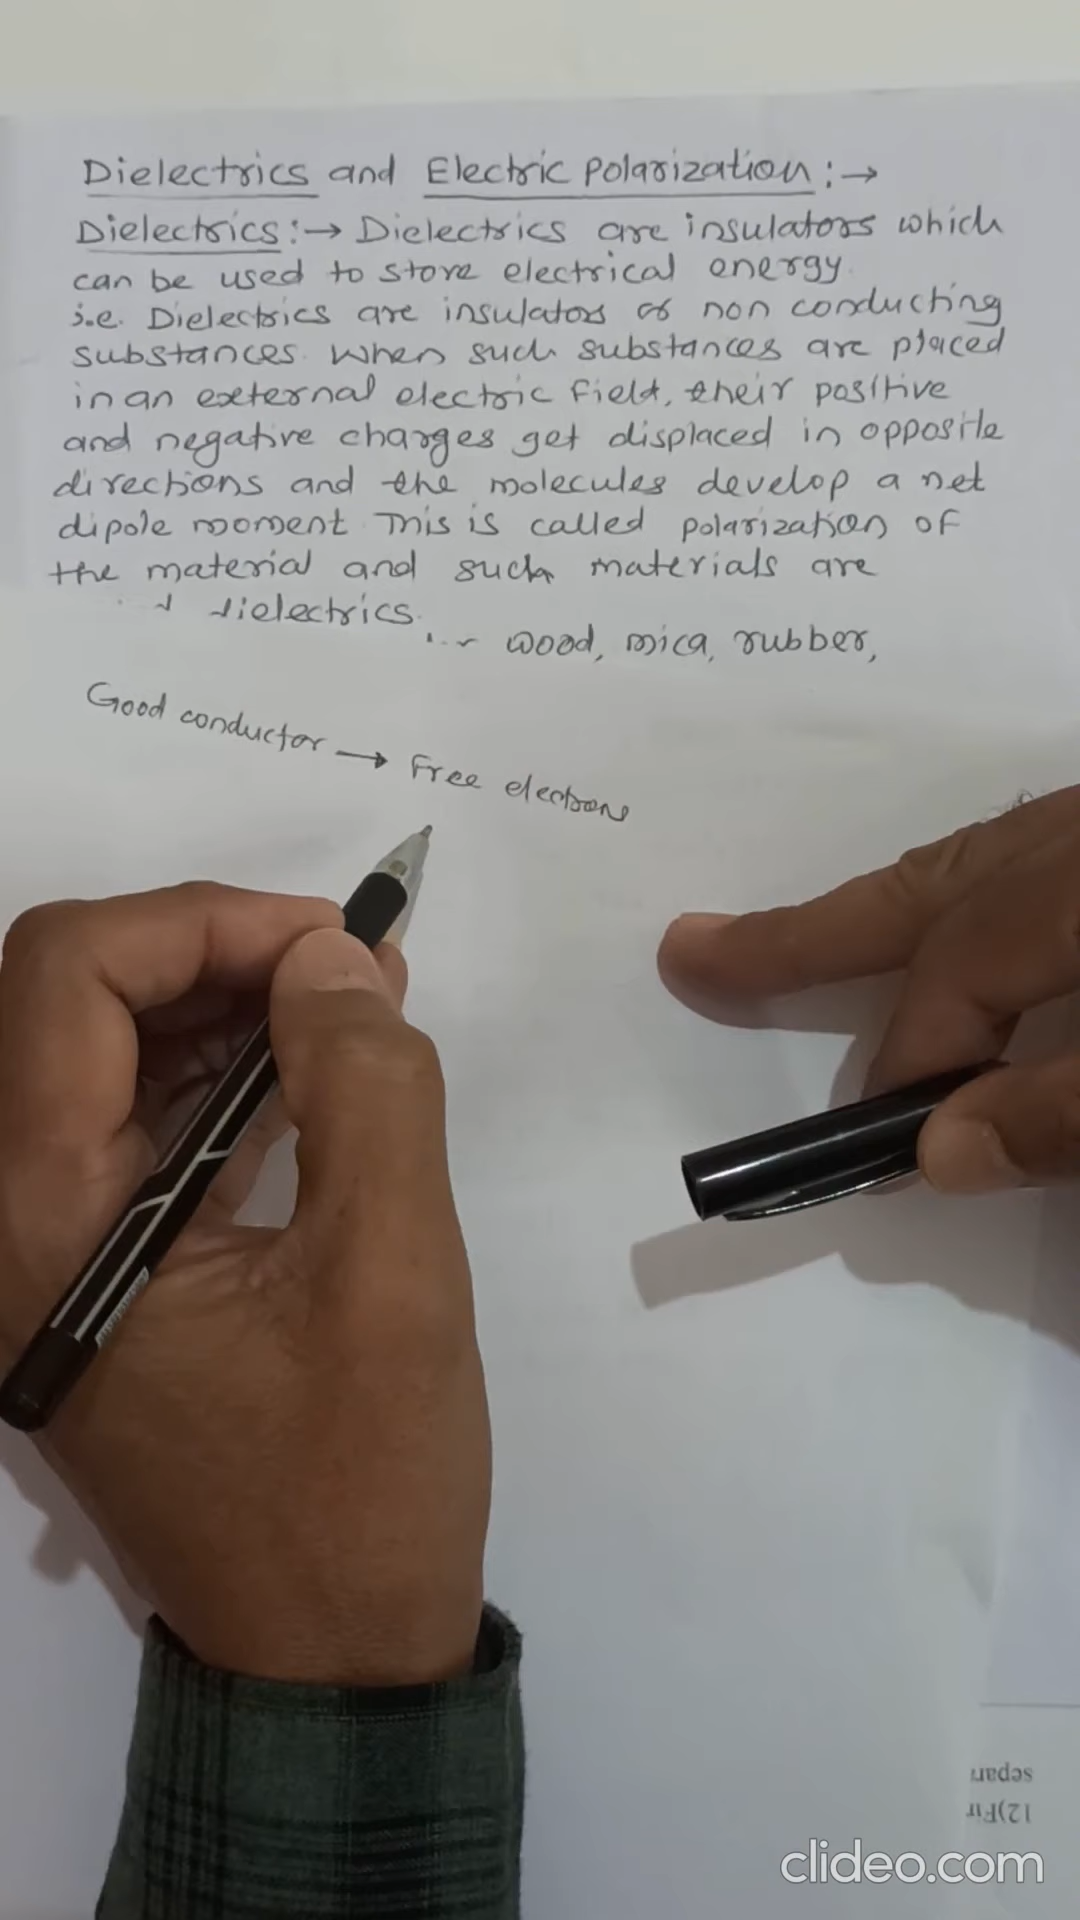 Dielectrics and Electric Polarization :→
Dielectrics :→ Dielectrics are insulators which
can be used to store electrical energy.
i.e. Dielectrics are insulators or non conducting
substances. When such substances are placed
in an external electric field, their positive
and negative charges get displaced in opposite
directions and the molecules develop a net
dipole moment. This is called polarization of
the material and such materials are
dielectrics.
wood, mica, rubber,
Good conductor → Free electrons
separ
12)Fir
clideo.com